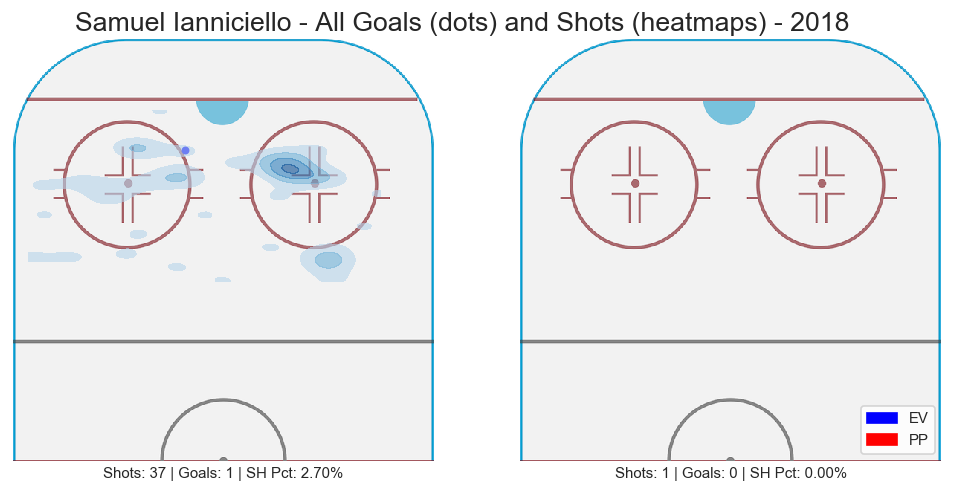 Samuel Ianniciello - All Goals (dots) and Shots (heatmaps) - 2018
EV
PP
Shots: 37 | Goals: 1 | SH Pct: 2.70%
Shots: 1 | Goals: 0 | SH Pct: 0.00%